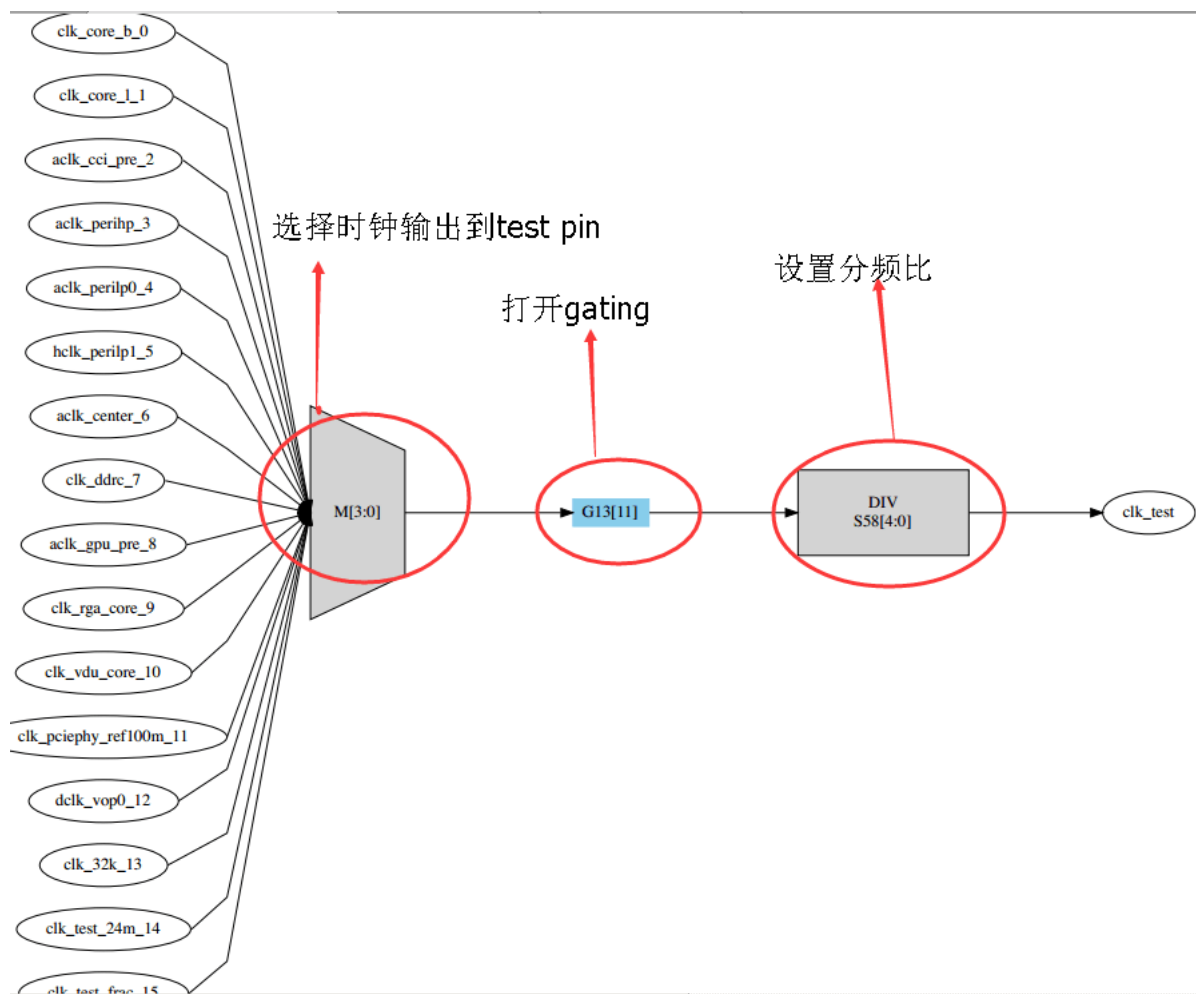 clk_core_b_0
clk_core_l_1
aclk_cci_pre_2
aclk_perihp_3
aclk_perilp0_4
hclk_perilp1_5
aclk_center_6
clk_ddrc_7
aclk_gpu_pre_8
clk_rga_core_9
clk_vdu_core_10
clk_pciephy_ref100m_11
dclk_vop0_12
clk_32k_13
clk_test_24m_14
clk_test_frac_15
选择时钟输出到test pin
M[3:0]
打开gating
G13[11]
设置分频比
DIV
S58[4:0]
clk_test